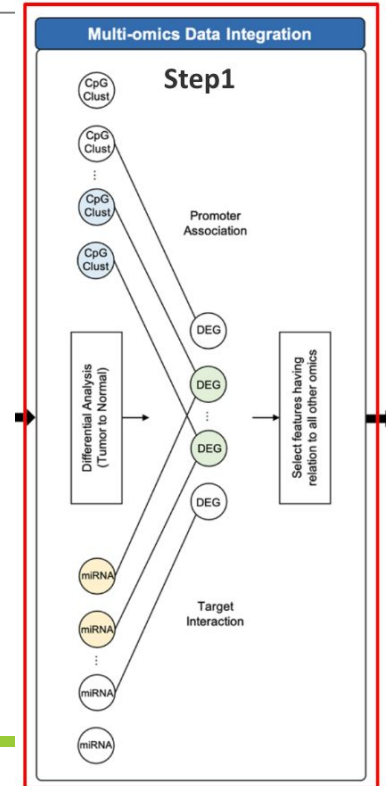 Multi-omics Data Integration
Step1
CpG
Clust
CpG
Clust
...
CpG
Clust
CpG
Clust
Promoter
Association
DEG
DEG
...
DEG
DEG
Differential Analysis
(Tumor to Normal)
Select features having
relation to all other omics
miRNA
miRNA
...
miRNA
miRNA
Target
Interaction